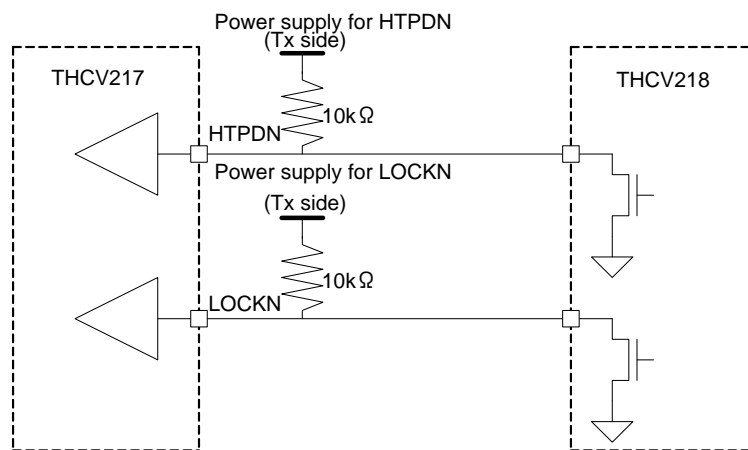 Power supply for HTPDN
(Tx side)
THCV217
THCV218
10kΩ
HTPDN
Power supply for LOCKN
(Tx side)
10kΩ
LOCKN